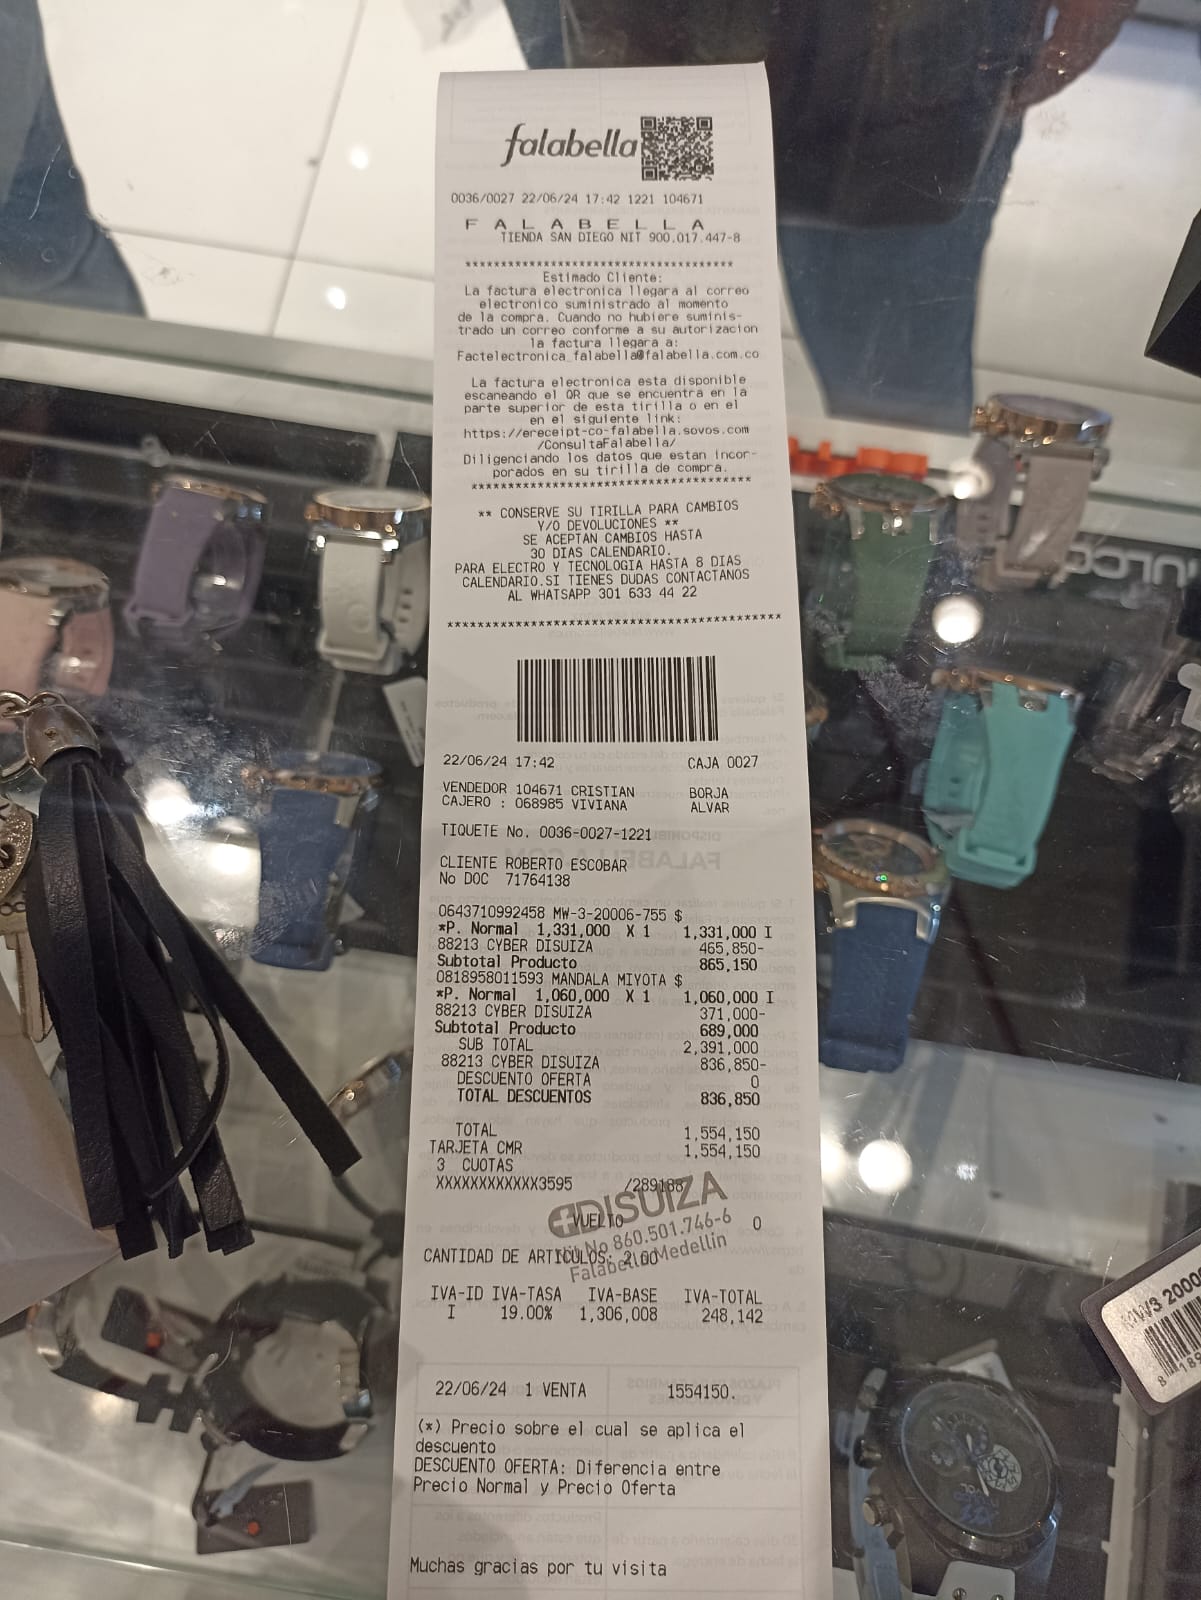 falabella
0036/0027 22/06/24 17:42 1221 104671
F A L A B E L L A
TIENDA SAN DIEGO NIT 900.017.447-8
************************************
Estimado Cliente:
La factura electronica llegara al correo
electronico suministrado al momento
de la compra. Cuando no hubiere suminis-
trado un correo conforme a su autorizacion
la factura llegara a:
Factelectronica_falabella@falabella.com.co
La factura electronica esta disponible
escaneando el QR que se encuentra en la
parte superior de esta tirilla o en el
en el siguiente link:
https://ereceipt-co-falabella.sovos.com
/ConsultaFalabella/
Diligenciando los datos que estan incor-
porados en su tirilla de compra.
************************************
** CONSERVE SU TIRILLA PARA CAMBIOS
Y/O DEVOLUCIONES **
SE ACEPTAN CAMBIOS HASTA
30 DIAS CALENDARIO.
PARA ELECTRO Y TECNOLOGIA HASTA 8 DIAS
CALENDARIO.SI TIENES DUDAS CONTACTANOS
AL WHATSAPP 301 633 44 22
********************************************
22/06/24 17:42 CAJA 0027
VENDEDOR 104671 CRISTIAN BORJA
CAJERO : 068985 VIVIANA ALVAR
TIQUETE No. 0036-0027-1221
CLIENTE ROBERTO ESCOBAR
No DOC 71764138
0643710992458 MW-3-20006-755 $
*P. Normal 1,331,000 X 1 1,331,000 I
88213 CYBER DISUIZA 465,850-
Subtotal Producto 865,150
0818958011593 MANDALA MIYOTA $
*P. Normal 1,060,000 X 1 1,060,000 I
88213 CYBER DISUIZA 371,000-
Subtotal Producto 689,000
SUB TOTAL 2,391,000
88213 CYBER DISUIZA 836,850-
DESCUENTO OFERTA 0
TOTAL DESCUENTOS 836,850
TOTAL 1,554,150
TARJETA CMR 1,554,150
3 CUOTAS
XXXXXXXXXXXX3595 /289188
DISUIZA
VUELTO 0
Nit No 860.501.746-6
CANTIDAD DE ARTICULOS: 2.00
Falabella Medellin
IVA-ID IVA-TASA IVA-BASE IVA-TOTAL
I 19.00% 1,306,008 248,142
22/06/24 1 VENTA 1554150.
(*) Precio sobre el cual se aplica el
descuento
DESCUENTO OFERTA: Diferencia entre
Precio Normal y Precio Oferta
Muchas gracias por tu visita